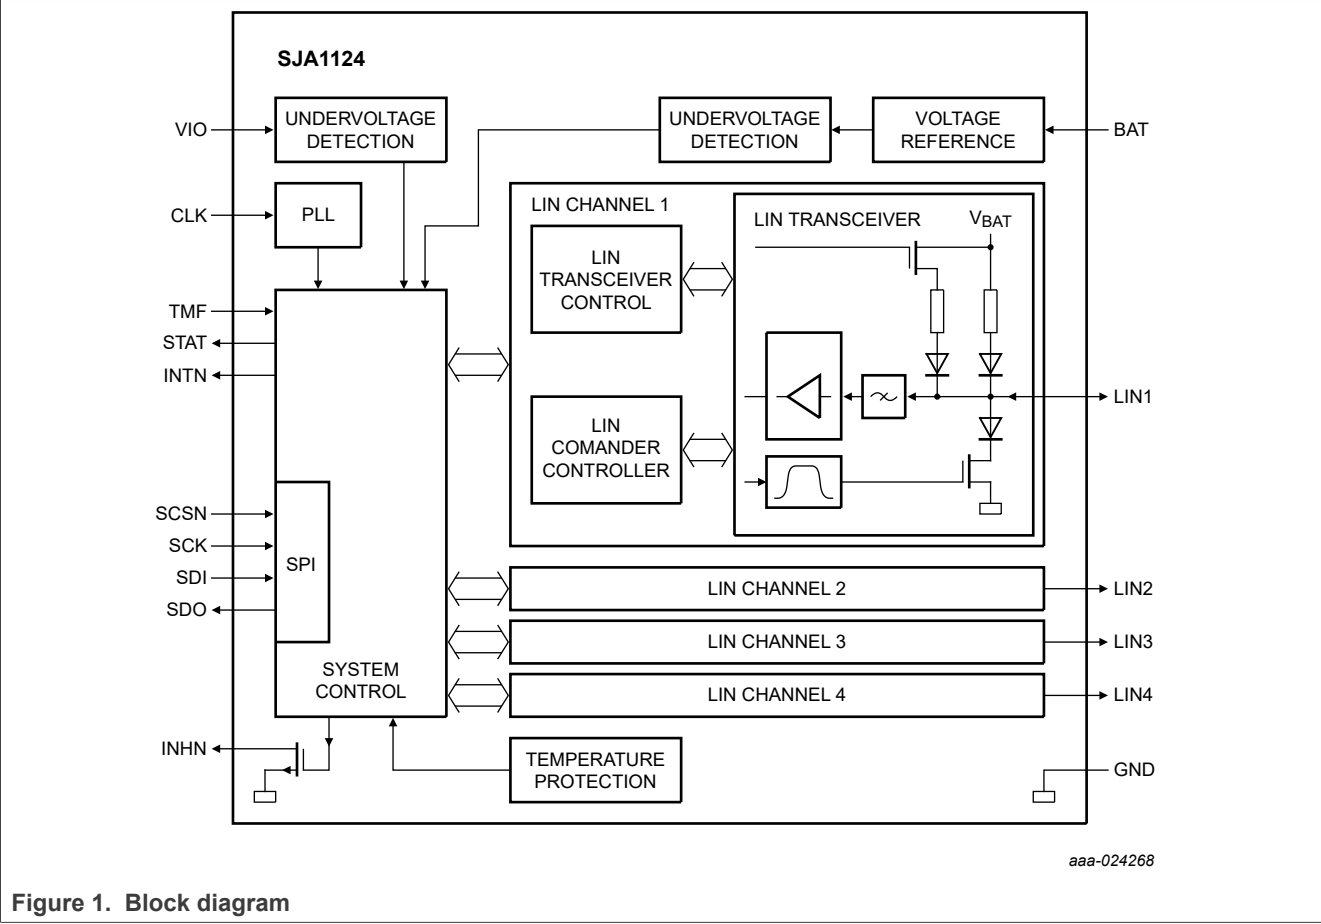 SJA1124
VIO
UNDERVOLTAGE
DETECTION
UNDERVOLTAGE
DETECTION
VOLTAGE
REFERENCE
BAT
CLK
PLL
LIN CHANNEL 1
LIN TRANSCEIVER
VBAT
LIN
TRANSCEIVER
CONTROL
TMF
STAT
INTN
LIN1
LIN
COMANDER
CONTROLLER
SCSN
SCK
SDI
SDO
SPI
LIN CHANNEL 2
LIN2
LIN CHANNEL 3
LIN3
SYSTEM
CONTROL
LIN CHANNEL 4
LIN4
INHN
TEMPERATURE
PROTECTION
GND
aaa-024268
Figure 1. Block diagram